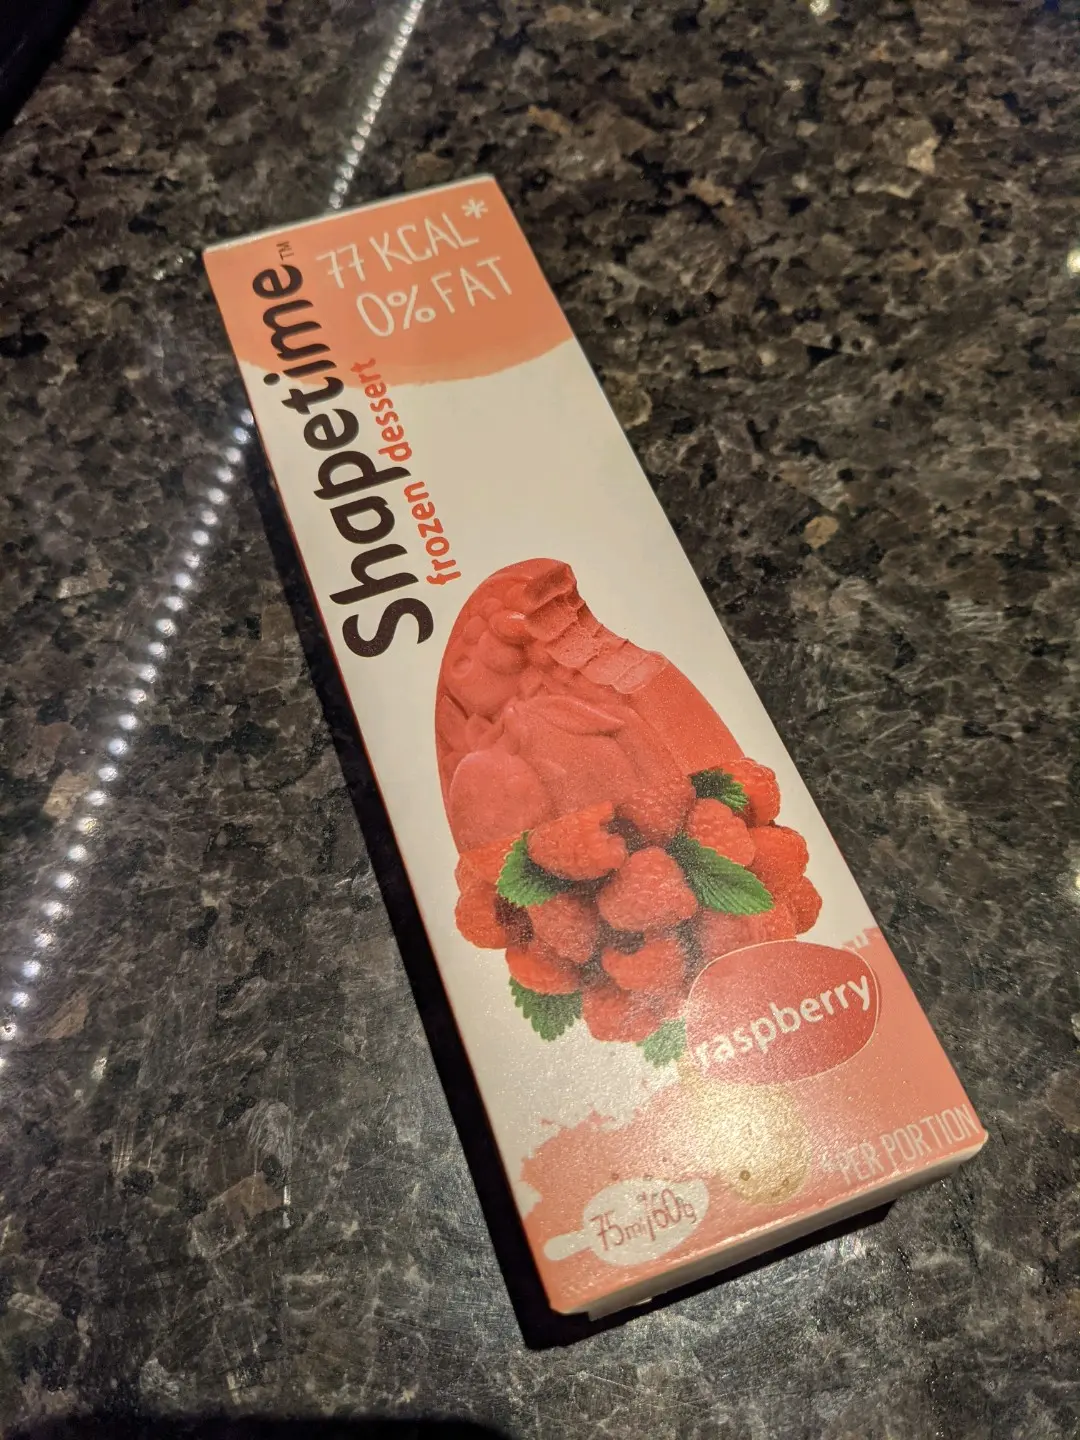 77 KCAL*
0% FAT
Shapetime™
frozen dessert
raspberry
*PER PORTION
75ml/60g